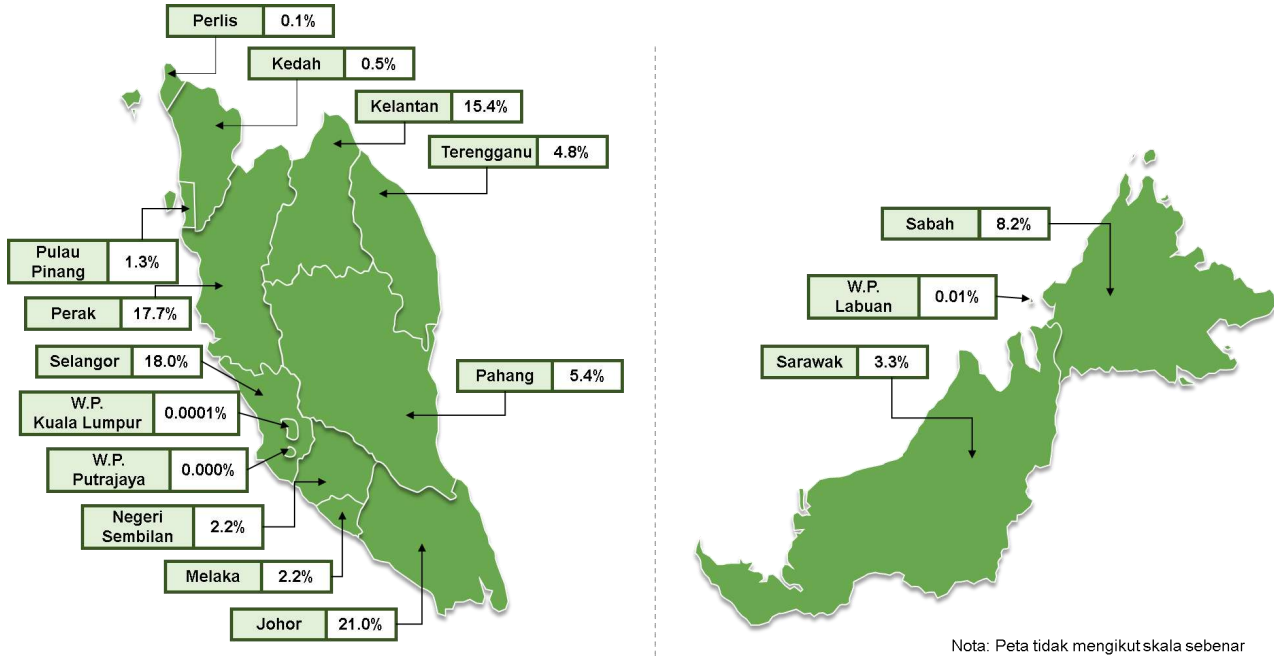 Perlis 0.1%
Kedah 0.5%
Kelantan 15.4%
Terengganu 4.8%
Pulau
Pinang 1.3%
Perak 17.7%
Selangor 18.0%
W.P.
Kuala Lumpur 0.0001%
W.P.
Putrajaya 0.000%
Negeri
Sembilan 2.2%
Melaka 2.2%
Johor 21.0%
Pahang 5.4%
Sabah 8.2%
W.P.
Labuan 0.01%
Sarawak 3.3%
Nota: Peta tidak mengikut skala sebenar